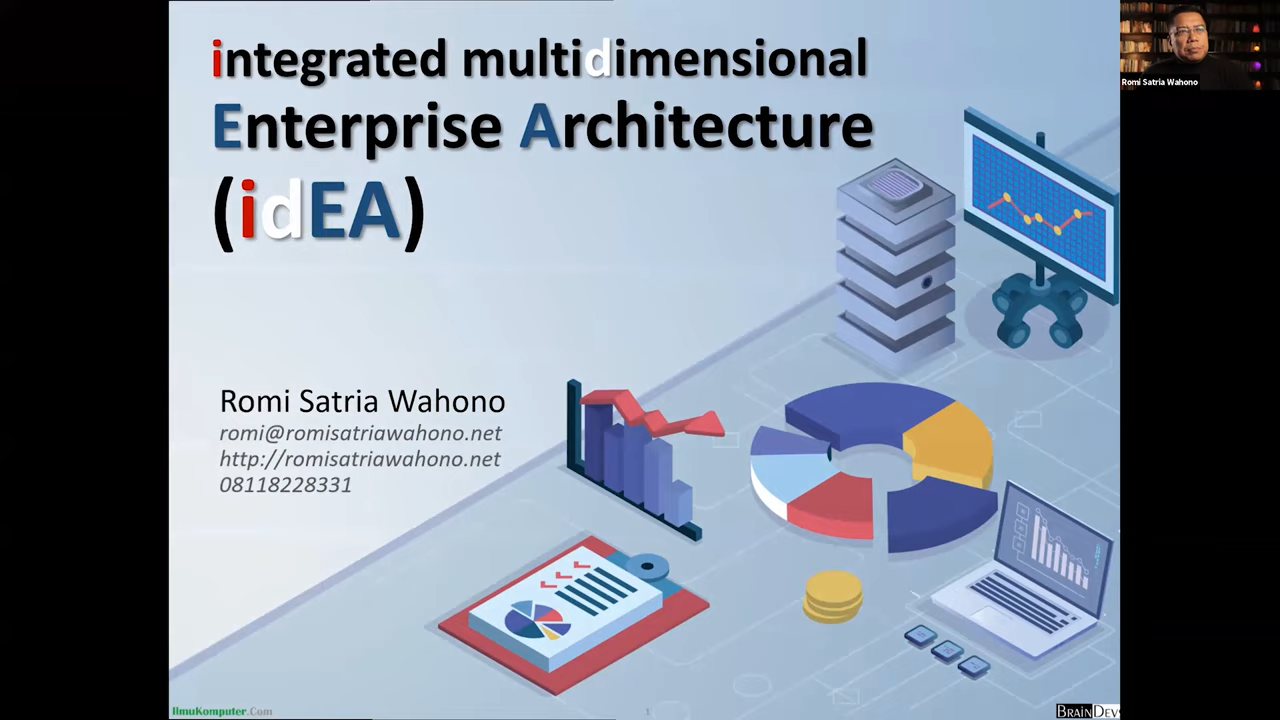 integrated multidimensional
Enterprise Architecture
(idEA)
Romi Satria Wahono
Romi Satria Wahono
romi@romisatriawahono.net
http://romisatriawahono.net
08118228331
IlmuKomputer.Com
1
BRAINDEV